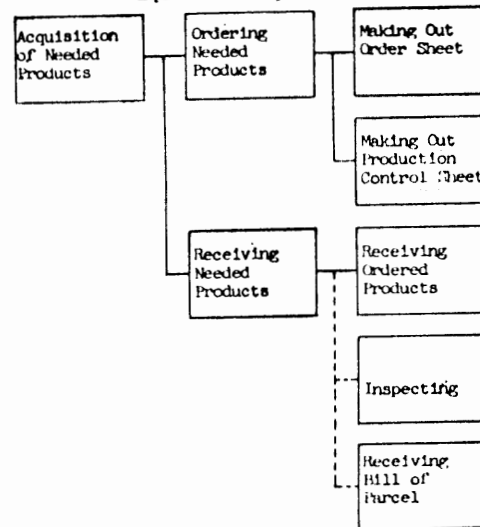 Acquisition
of Needed
Products
Ordering
Needed
Products
Making Out
Order Sheet
Making Out
Production
Control Sheet
Receiving
Needed
Products
Receiving
Ordered
Products
Inspecting
Receiving
Bill of
Parcel